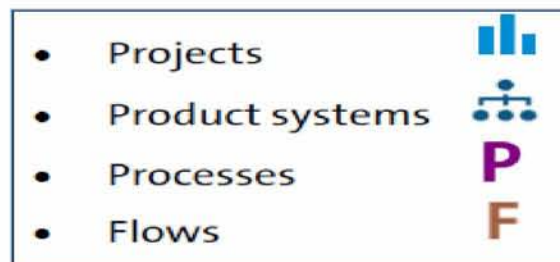 • Projects
• Product systems
• Processes P
• Flows F